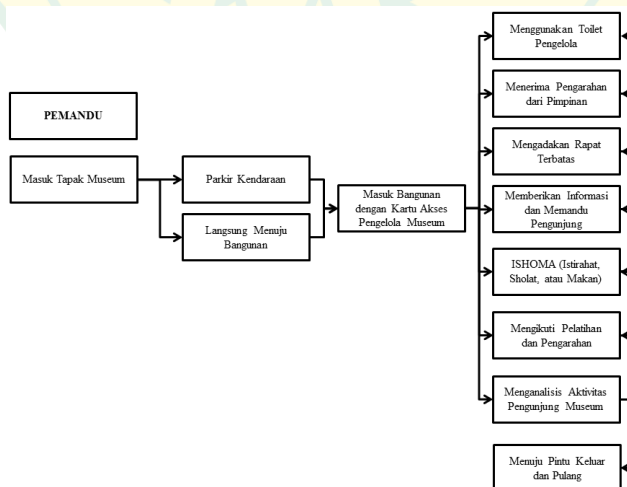 PEMANDU
Masuk Tapak Museum
Parkir Kendaraan
Langsung Menuju
Bangunan
Masuk Bangunan
dengan Kartu Akses
Pengelola Museum
Menggunakan Toilet
Pengelola
Menerima Pengarahan
dari Pimpinan
Mengadakan Rapat
Terbatas
Memberikan Informasi
dan Memandu
Pengunjung
ISHOMA (Istirahat,
Sholat, atau Makan)
Mengikuti Pelatihan
dan Pengarahan
Menganalisis Aktivitas
Pengunjung Museum
Menuju Pintu Keluar
dan Pulang